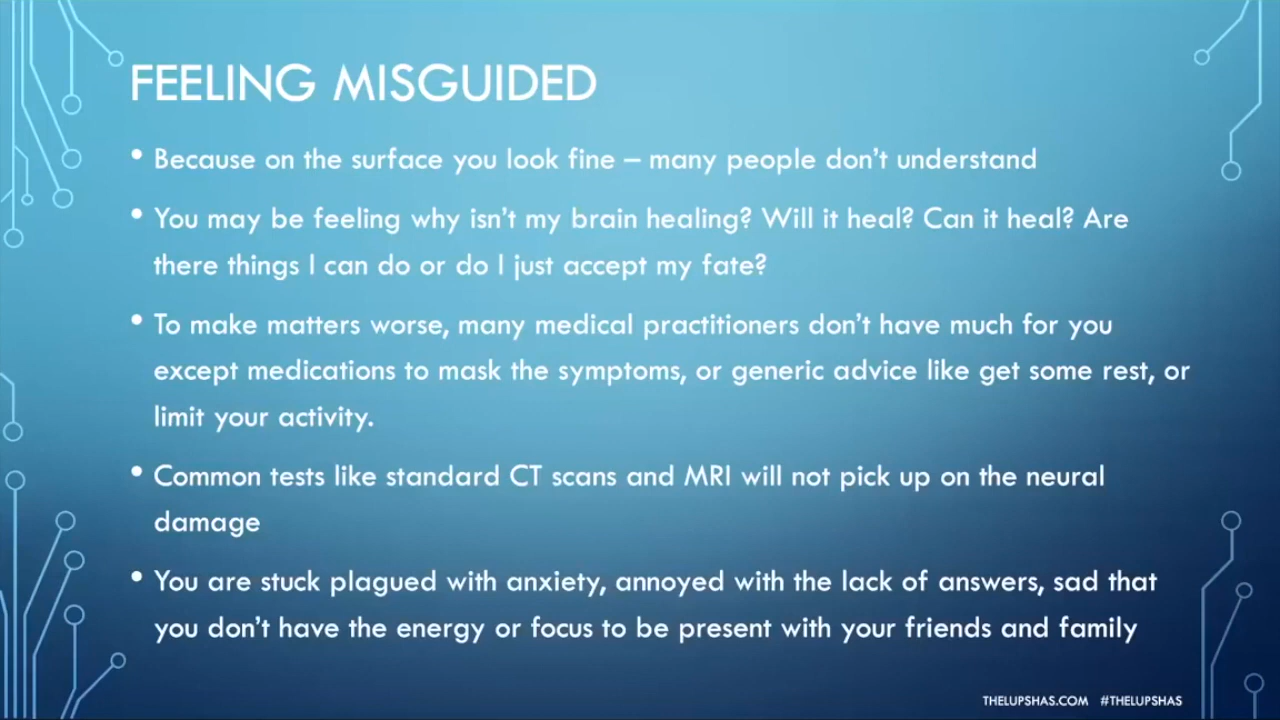 FEELING MISGUIDED
• Because on the surface you look fine – many people don't understand
• You may be feeling why isn't my brain healing? Will it heal? Can it heal? Are
there things I can do or do I just accept my fate?
• To make matters worse, many medical practitioners don't have much for you
except medications to mask the symptoms, or generic advice like get some rest, or
limit your activity.
• Common tests like standard CT scans and MRI will not pick up on the neural
damage
• You are stuck plagued with anxiety, annoyed with the lack of answers, sad that
you don't have the energy or focus to be present with your friends and family
THELUPSHAS.COM #THELUPSHAS